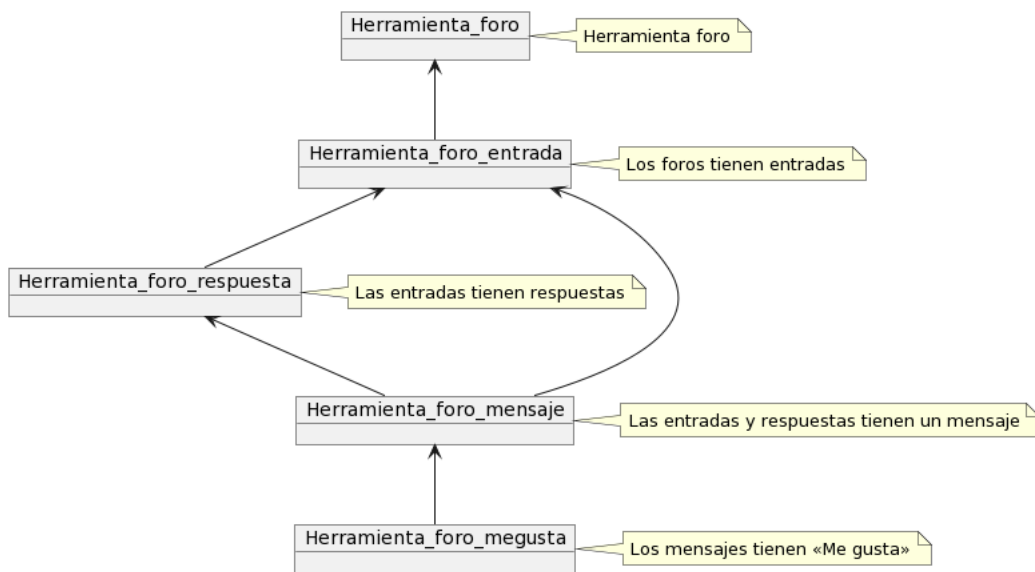 Herramienta_foro
Herramienta foro
Herramienta_foro_entrada
Los foros tienen entradas
Herramienta_foro_respuesta
Las entradas tienen respuestas
Herramienta_foro_mensaje
Las entradas y respuestas tienen un mensaje
Herramienta_foro_megusta
Los mensajes tienen «Me gusta»